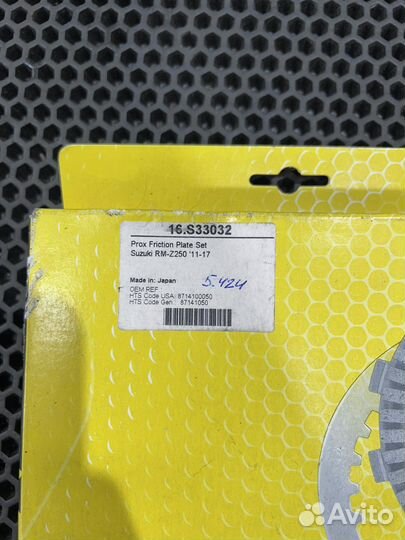 16.S33032
Prox Friction Plate Set
Suzuki RM-Z250 '11-17
Made in: Japan
5.424
OEM REF
HTS Code USA: 8714100050
HTS Code Gen.: 87141050
Avito